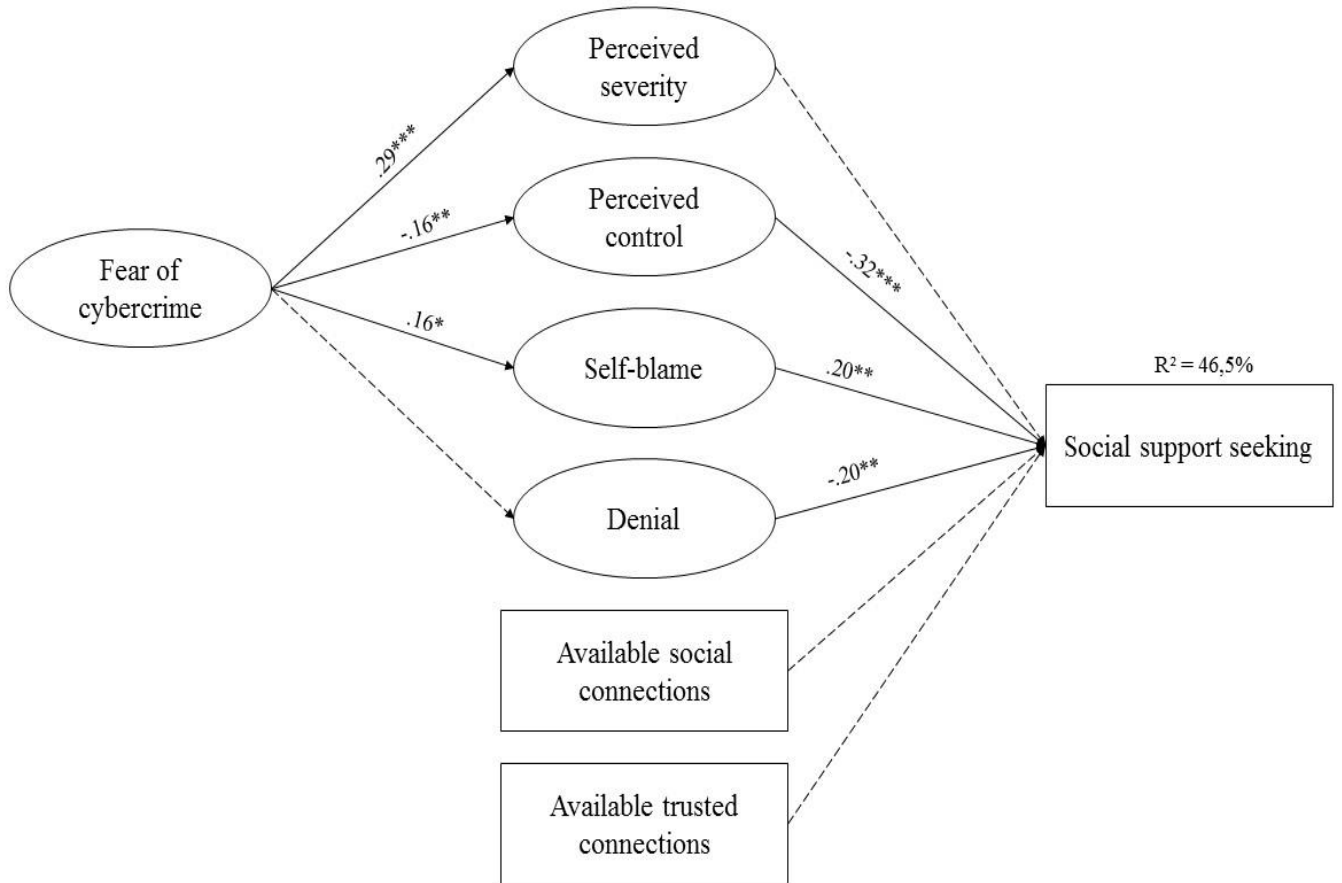 Perceived
severity
.29***
Perceived
control
-.16**
Fear of
cybercrime
-.32***
.16*
Self-blame
.20**
R² = 46,5%
Social support seeking
-.20**
Denial
Available social
connections
Available trusted
connections